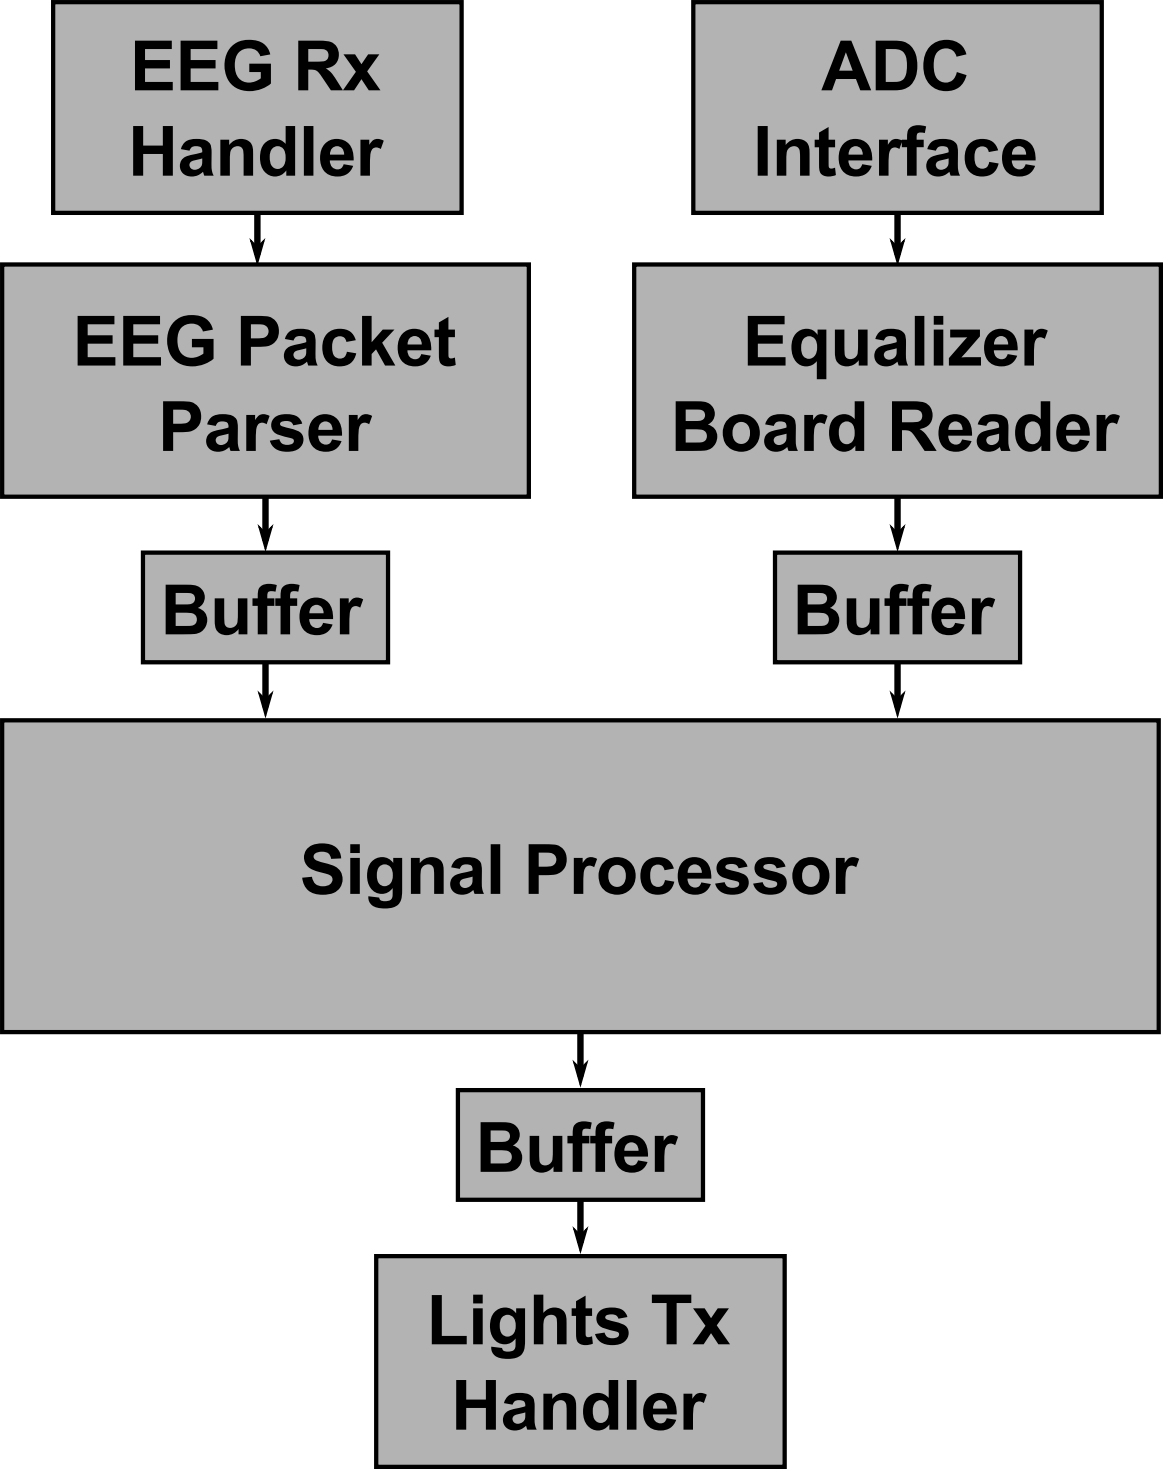 EEG Rx
Handler
ADC
Interface
EEG Packet
Parser
Equalizer
Board Reader
Buffer
Buffer
Signal Processor
Buffer
Lights Tx
Handler